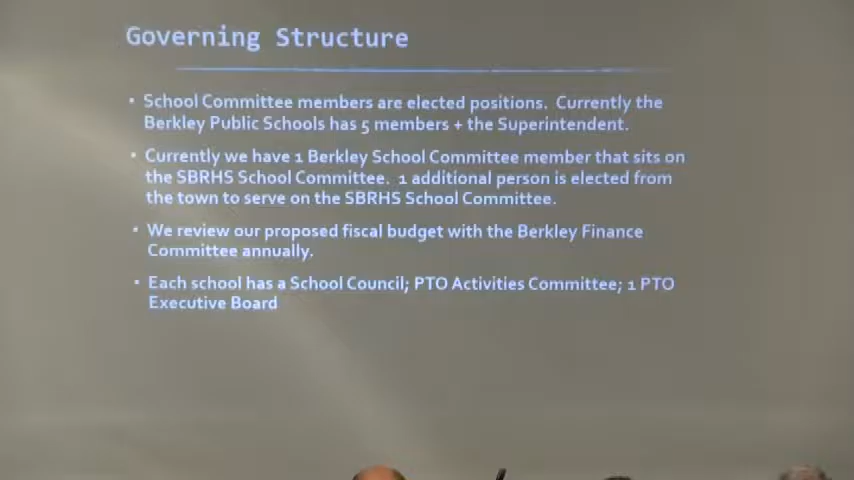 Governing Structure
• School Committee members are elected positions. Currently the
Berkley Public Schools has 5 members + the Superintendent.
• Currently we have 1 Berkley School Committee member that sits on
the SBRHS School Committee. 1 additional person is elected from
the town to serve on the SBRHS School Committee.
• We review our proposed fiscal budget with the Berkley Finance
Committee annually.
• Each school has a School Council; PTO Activities Committee; 1 PTO
Executive Board